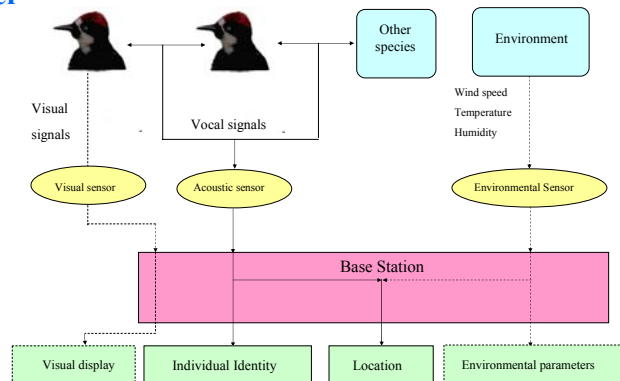 er
Other
species
Environment
Visual
signals
Vocal signals
Wind speed
Temperature
Humidity
Visual sensor
Acoustic sensor
Environmental Sensor
Base Station
Visual display
Individual Identity
Location
Environmental parameters